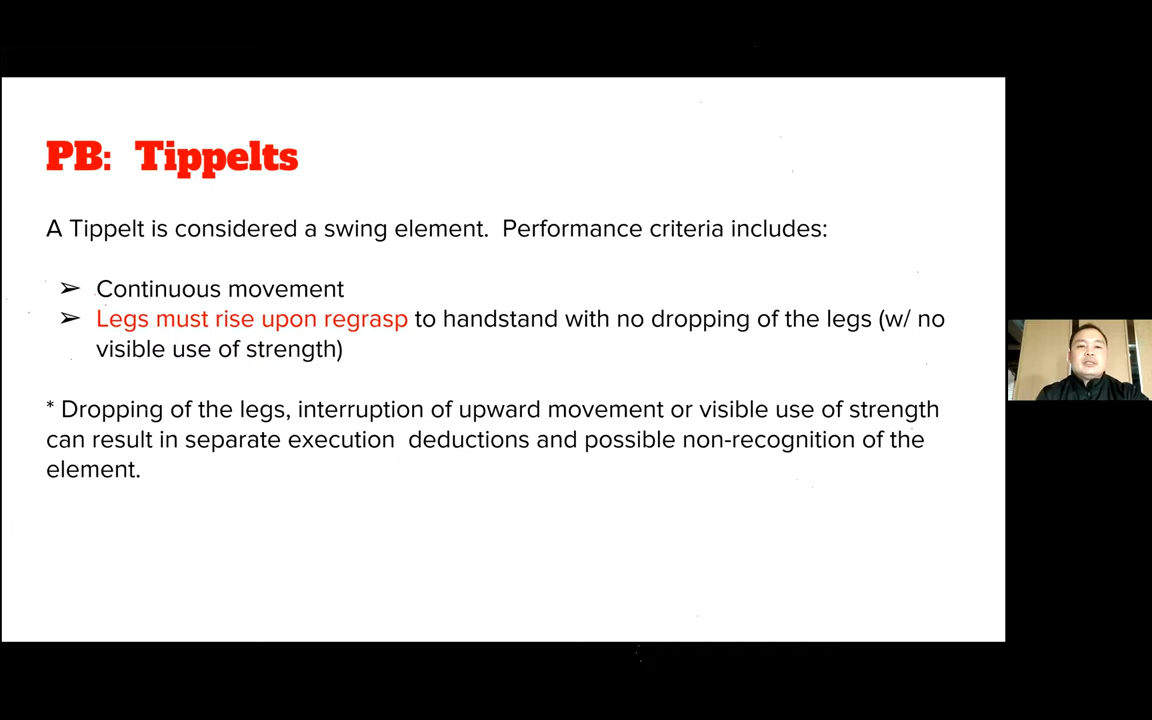 PB: Tippelts
A Tippelt is considered a swing element. Performance criteria includes:
➢ Continuous movement
➢ Legs must rise upon regrasp to handstand with no dropping of the legs (w/ no
visible use of strength)
* Dropping of the legs, interruption of upward movement or visible use of strength
can result in separate execution deductions and possible non-recognition of the
element.